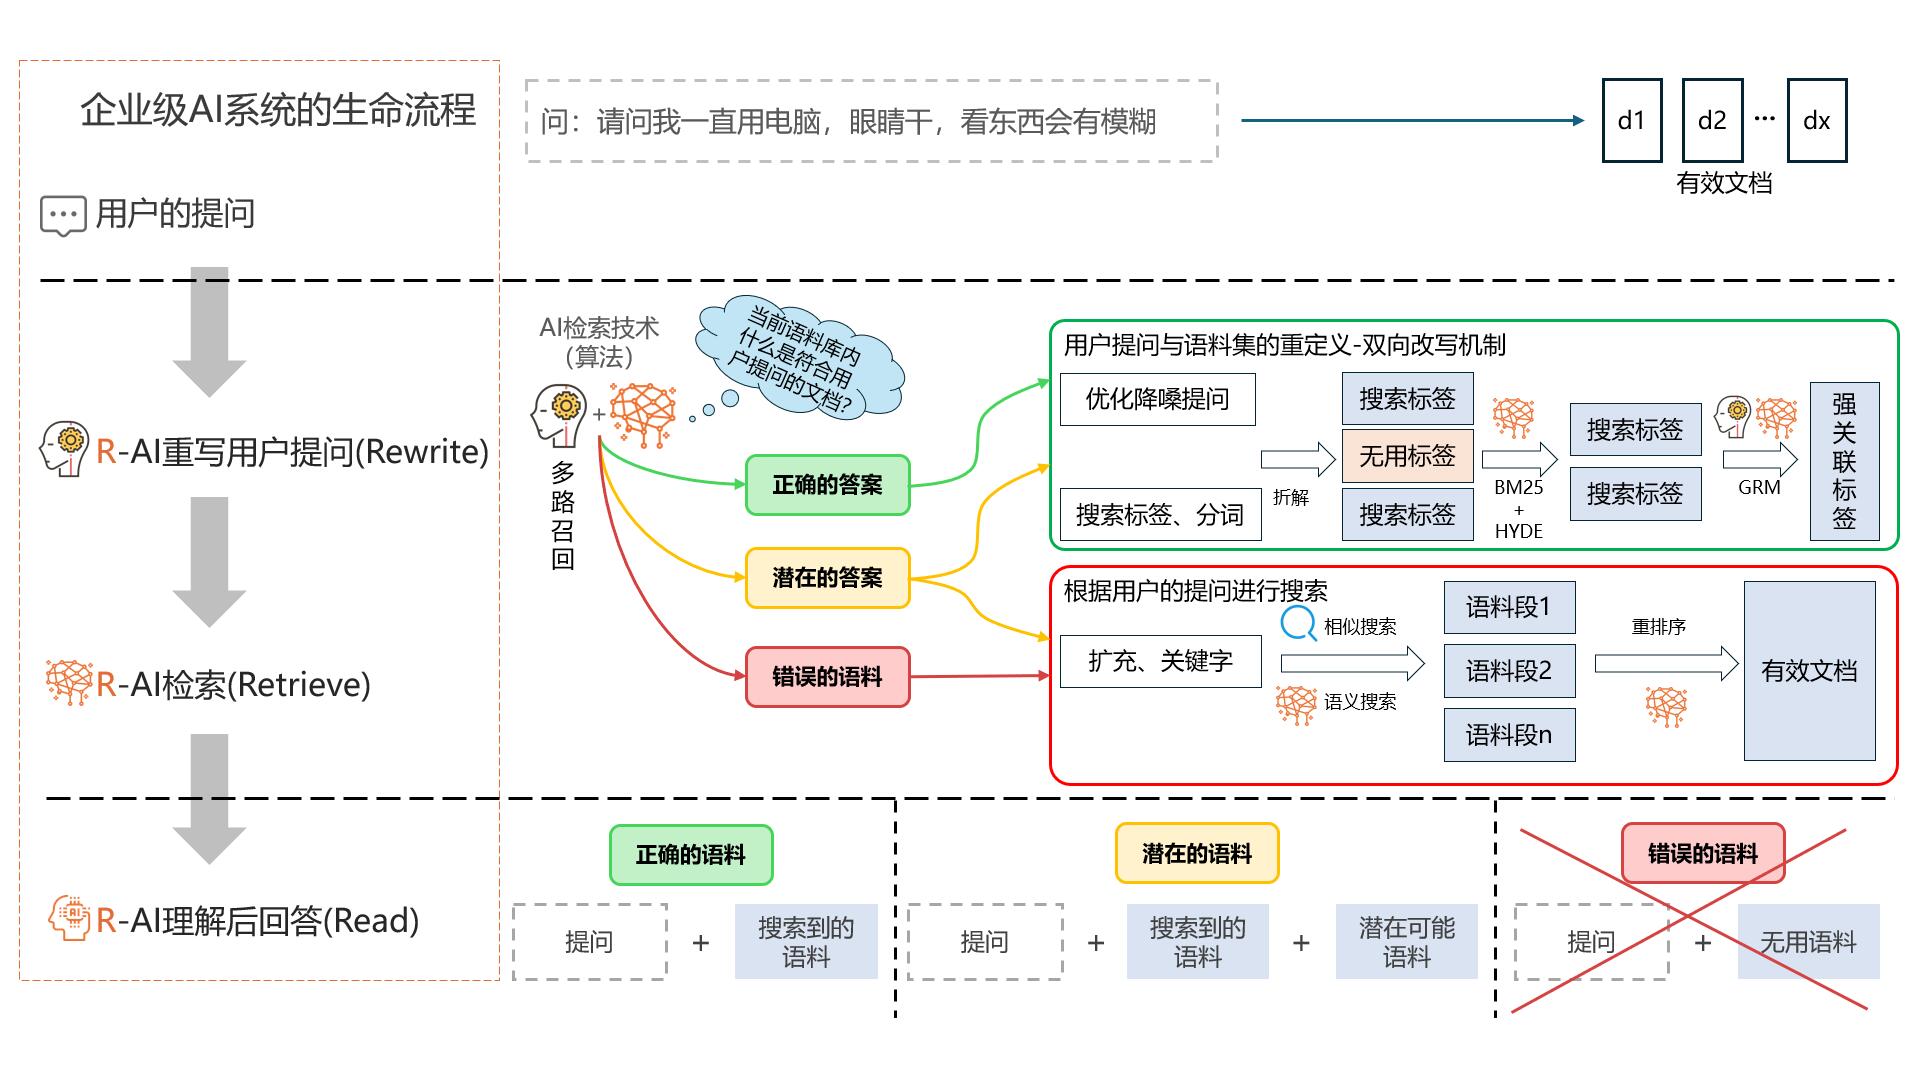 企业级AI系统的生命流程
用户的提问
R-AI重写用户提问(Rewrite)
R-AI检索(Retrieve)
R-AI理解后回答(Read)
问：请问我一直用电脑，眼睛干，看东西会有模糊
d1
d2
...
dx
有效文档
AI检索技术
（算法）
+
多
路
召
回
当前语料库内
什么是符合用
户提问的文档？
正确的答案
潜在的答案
错误的语料
用户提问与语料集的重定义-双向改写机制
优化降嗓提问
搜索标签、分词
折解
搜索标签
无用标签
搜索标签
BM25
+
HYDE
搜索标签
搜索标签
GRM
强
关
联
标
签
根据用户的提问进行搜索
扩充、关键字
相似搜索
语义搜索
语料段1
语料段2
语料段n
重排序
有效文档
正确的语料
提问
+
搜索到的
语料
潜在的语料
提问
+
搜索到的
语料
+
潜在可能
语料
错误的语料
提问
+
无用语料